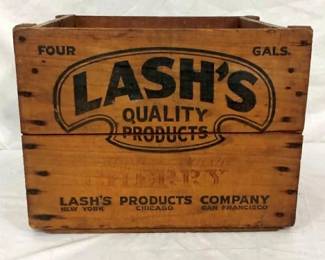 FOUR GALS.
LASH'S
QUALITY
PRODUCTS
CHERRY
LASH'S PRODUCTS COMPANY
NEW YORK CHICAGO SAN FRANCISCO